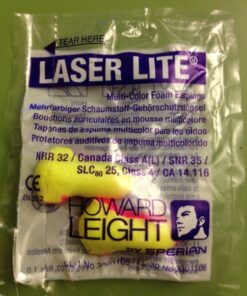 TEAR HERE
LASER LITE®
Multi-Color Foam Earplugs
Mehrfarbiger Schaumstoff-Gehörschutzstöpsel
Bouchons auriculaires en mousse multicolore
Tapones de espuma multicolor para los oídos
Protetores auditivos de espuma multicolorido
NRR 32 / Canada Class A(L) / SNR 35 /
SLC80 25, Class 4 / CA 14.116
CE
EN352
HOWARD
LEIGHT
BY SPERIAN
3301105
3301106